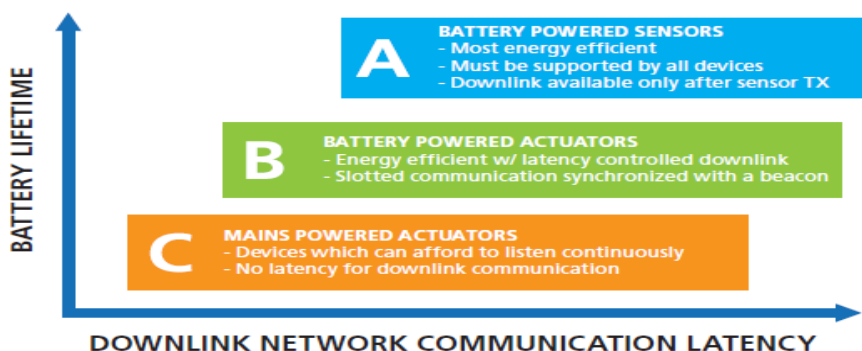 BATTERY LIFETIME
A
BATTERY POWERED SENSORS
- Most energy efficient
- Must be supported by all devices
- Downlink available only after sensor TX
B
BATTERY POWERED ACTUATORS
- Energy efficient w/ latency controlled downlink
- Slotted communication synchronized with a beacon
C
MAINS POWERED ACTUATORS
- Devices which can afford to listen continuously
- No latency for downlink communication
DOWNLINK NETWORK COMMUNICATION LATENCY